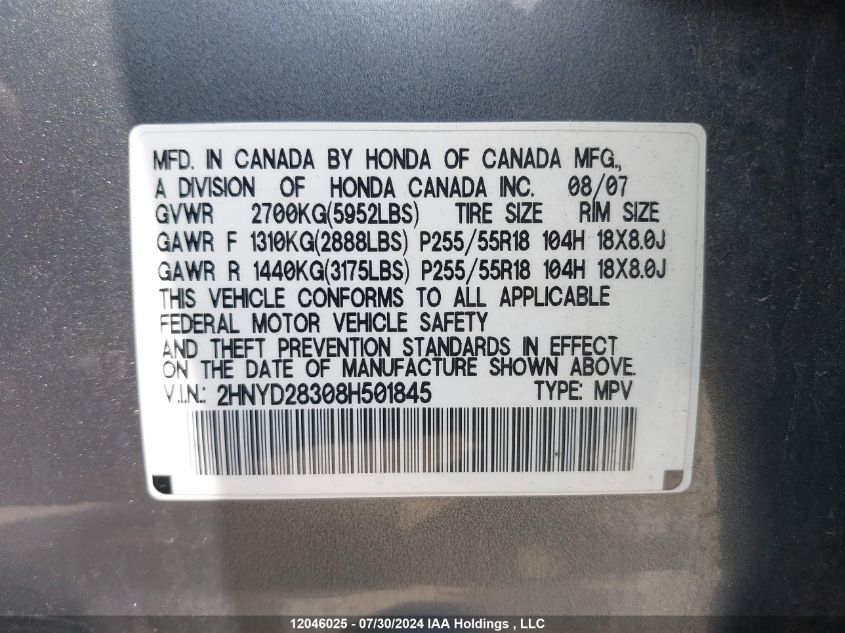 MFD. IN CANADA BY HONDA OF CANADA MFG.,
A DIVISION OF HONDA CANADA INC. 08/07
GVWR 2700KG(5952LBS) TIRE SIZE RIM SIZE
GAWR F 1310KG(2888LBS) P255/55R18 104H 18X8.0J
GAWR R 1440KG(3175LBS) P255/55R18 104H 18X8.0J
THIS VEHICLE CONFORMS TO ALL APPLICABLE
FEDERAL MOTOR VEHICLE SAFETY
AND THEFT PREVENTION STANDARDS IN EFFECT
ON THE DATE OF MANUFACTURE SHOWN ABOVE.
V.I.N.: 2HNYD28308H501845 TYPE: MPV
12046025 - 07/30/2024 IAA Holdings , LLC